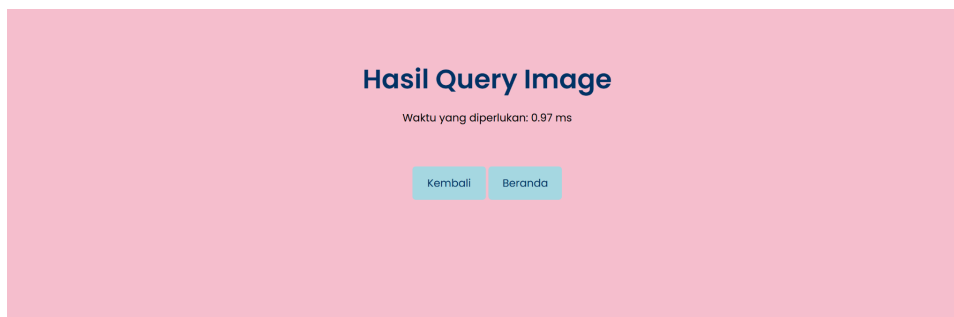 Hasil Query Image
Waktu yang diperlukan: 0.97 ms
Kembali Beranda